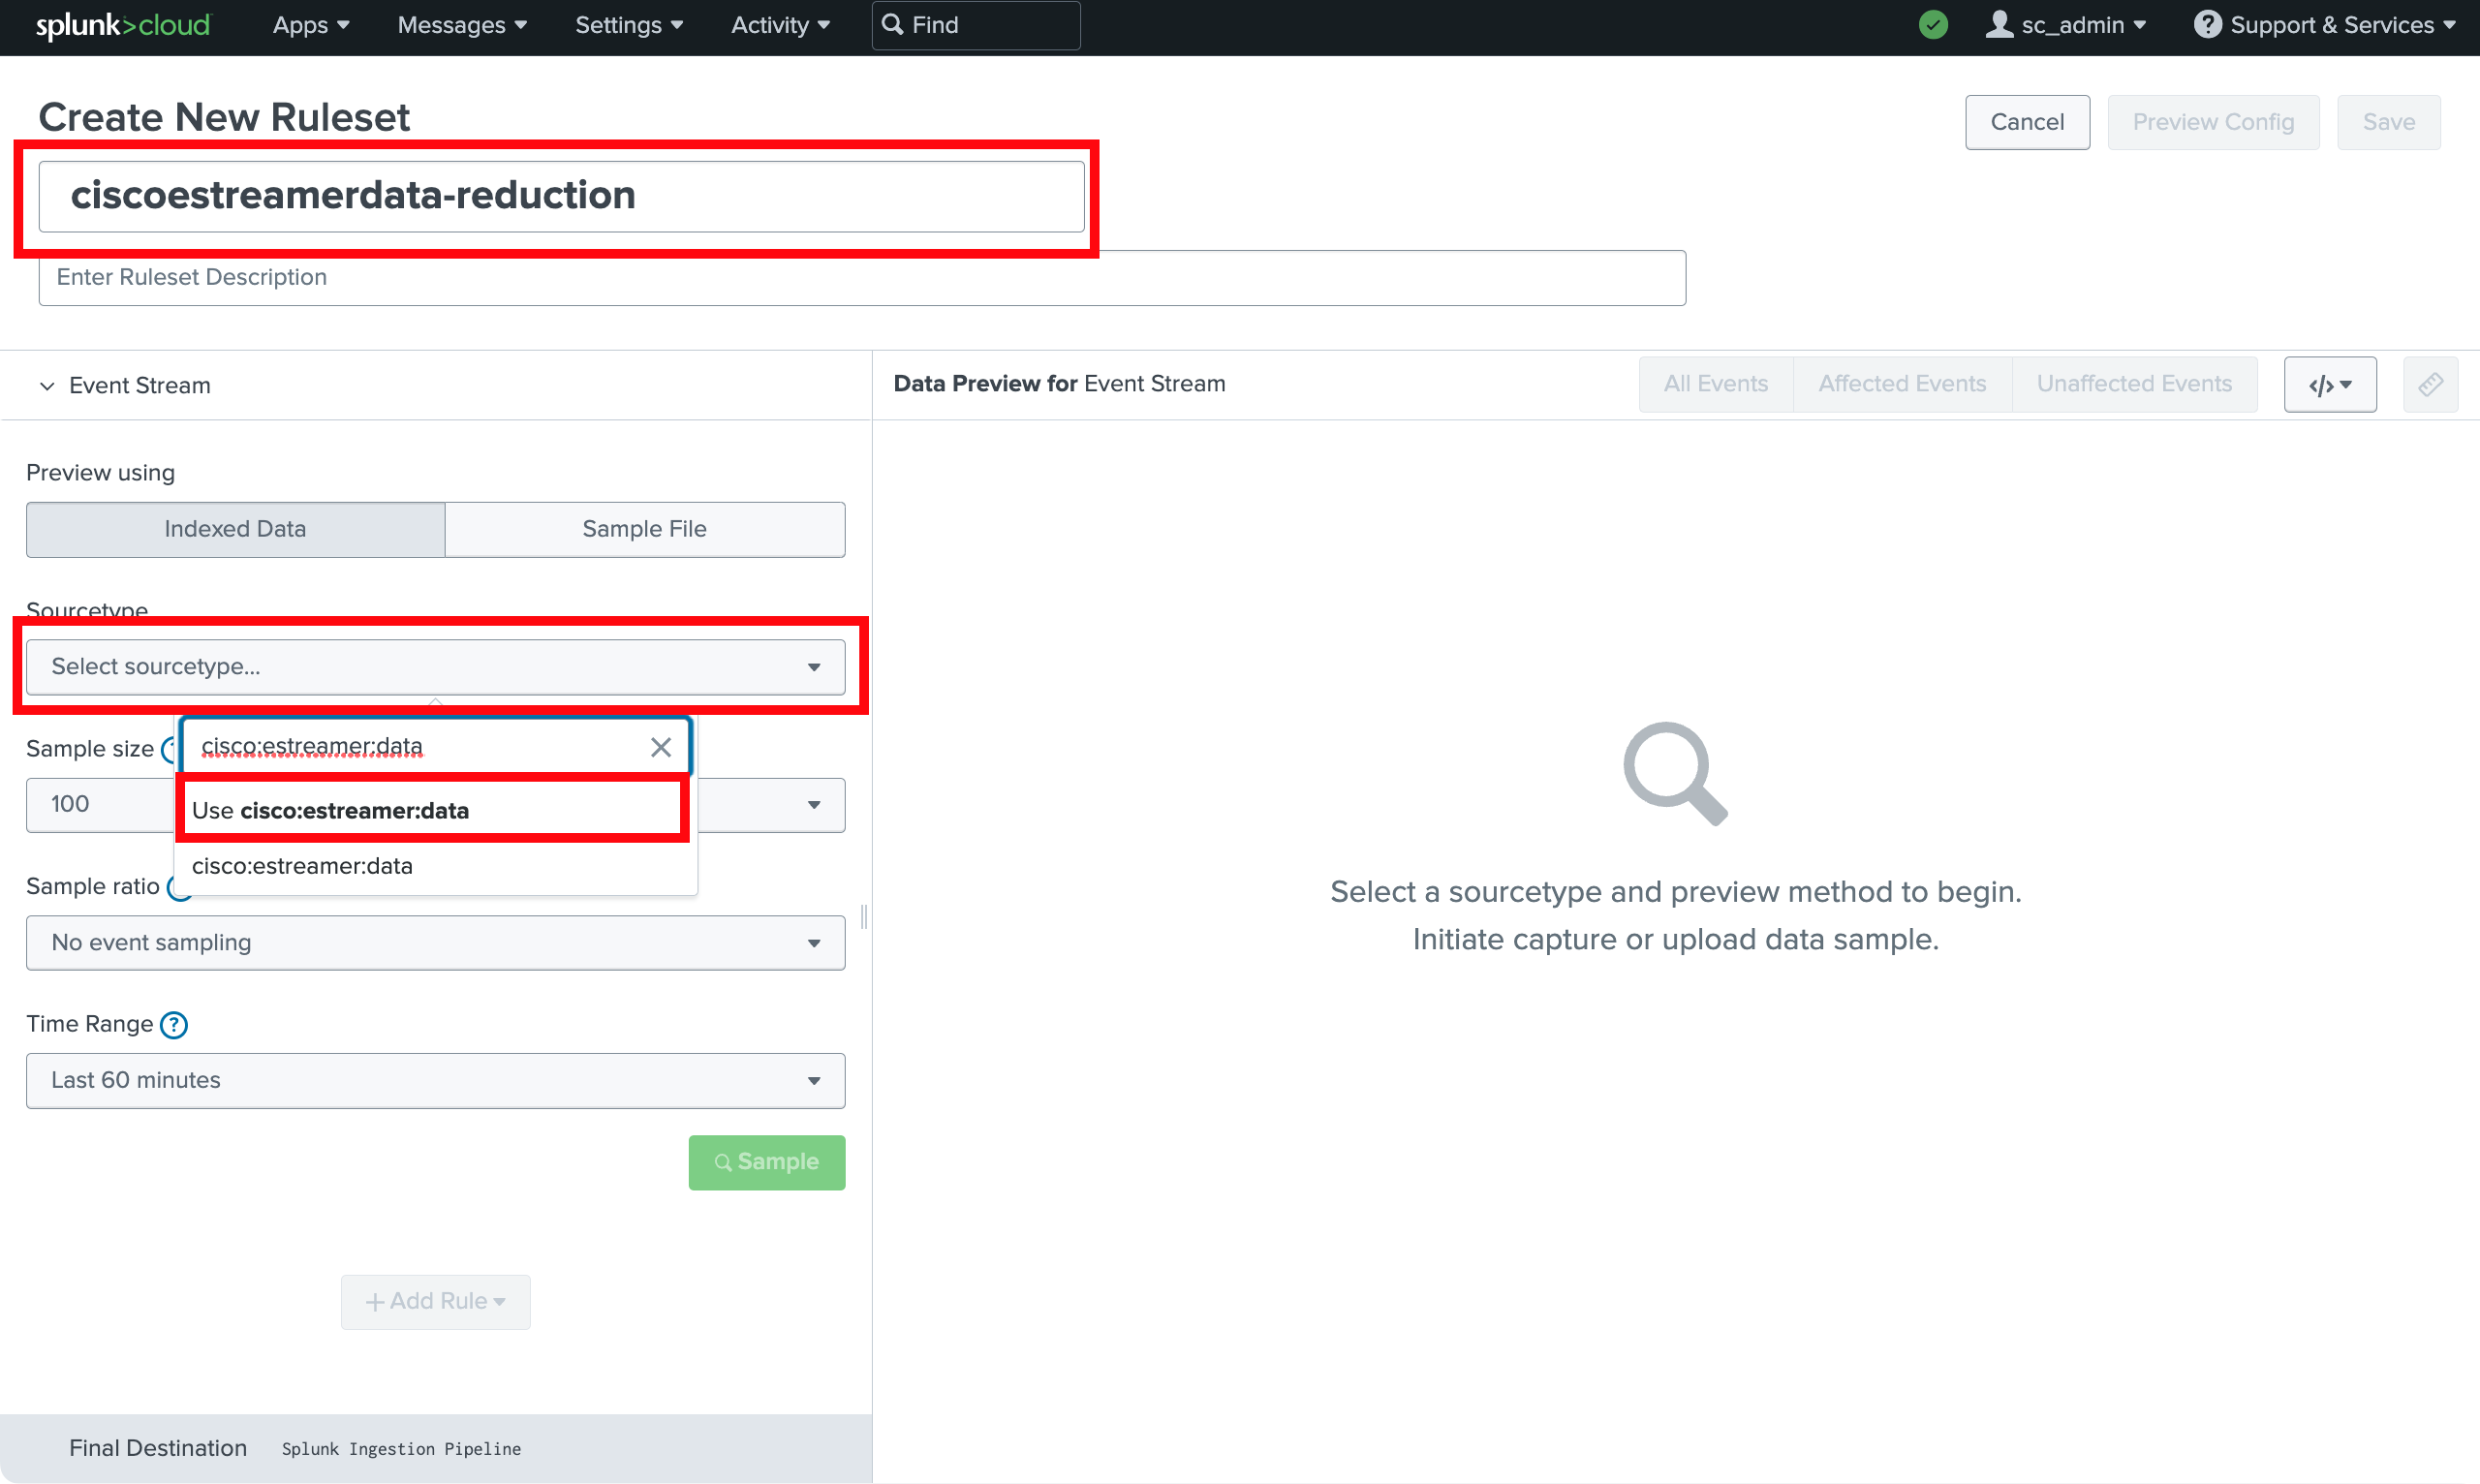 splunk>cloud Apps Messages Settings Activity Find sc_admin Support & Services
Create New Ruleset
Cancel Preview Config Save
ciscoestreamerdata-reduction
Enter Ruleset Description
Event Stream
Data Preview for Event Stream
All Events Affected Events Unaffected Events
Preview using
Indexed Data Sample File
Sourcetype
Select sourcetype...
cisco:estreamer:data
Sample size
100
Use cisco:estreamer:data
cisco:estreamer:data
Sample ratio
No event sampling
Time Range ?
Last 60 minutes
Sample
+ Add Rule
Select a sourcetype and preview method to begin.
Initiate capture or upload data sample.
Final Destination Splunk Ingestion Pipeline